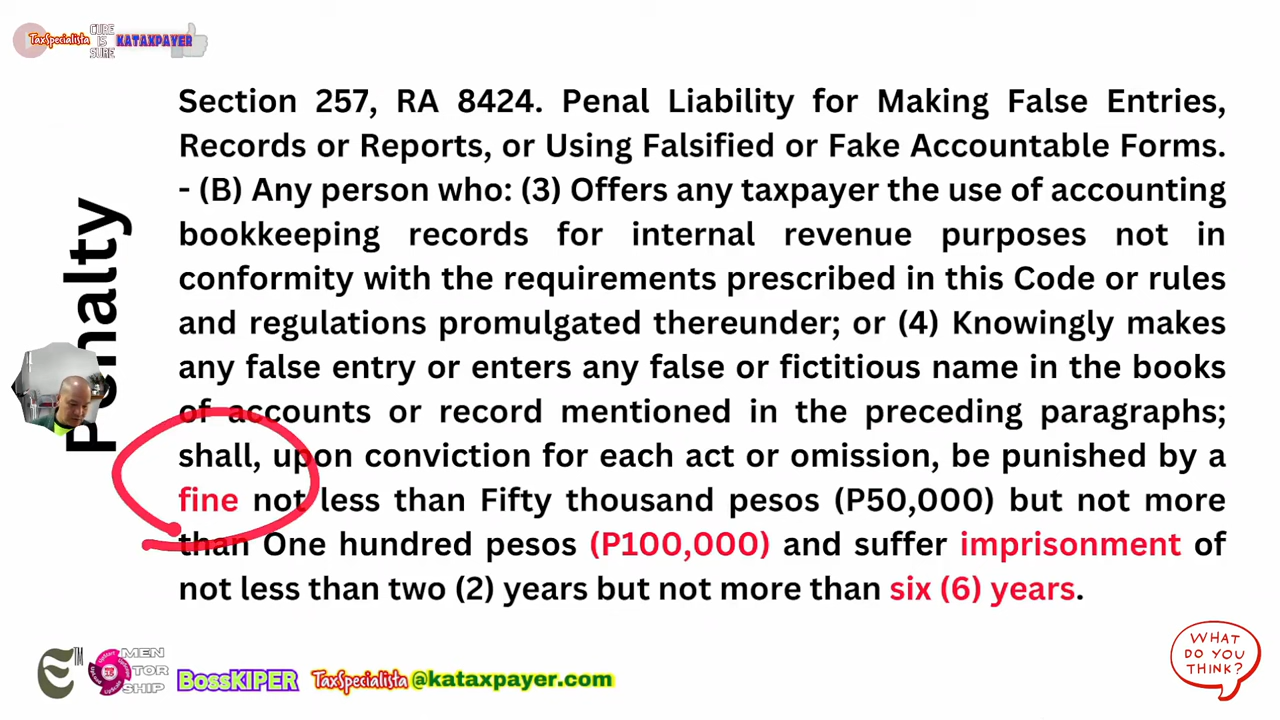 TaxSpecialista CUBE IS SURE KATAXPAYER
Section 257, RA 8424. Penal Liability for Making False Entries,
Records or Reports, or Using Falsified or Fake Accountable Forms.
- (B) Any person who: (3) Offers any taxpayer the use of accounting
bookkeeping records for internal revenue purposes not in
conformity with the requirements prescribed in this Code or rules
and regulations promulgated thereunder; or (4) Knowingly makes
any false entry or enters any false or fictitious name in the books
of accounts or record mentioned in the preceding paragraphs;
shall, upon conviction for each act or omission, be punished by a
fine not less than Fifty thousand pesos (P50,000) but not more
than One hundred pesos (P100,000) and suffer imprisonment of
not less than two (2) years but not more than six (6) years.
Penalty
TM MEN TOR SHIP BossKIPER TaxSpecialista @kataxpayer.com
WHAT
DO YOU
THINK?